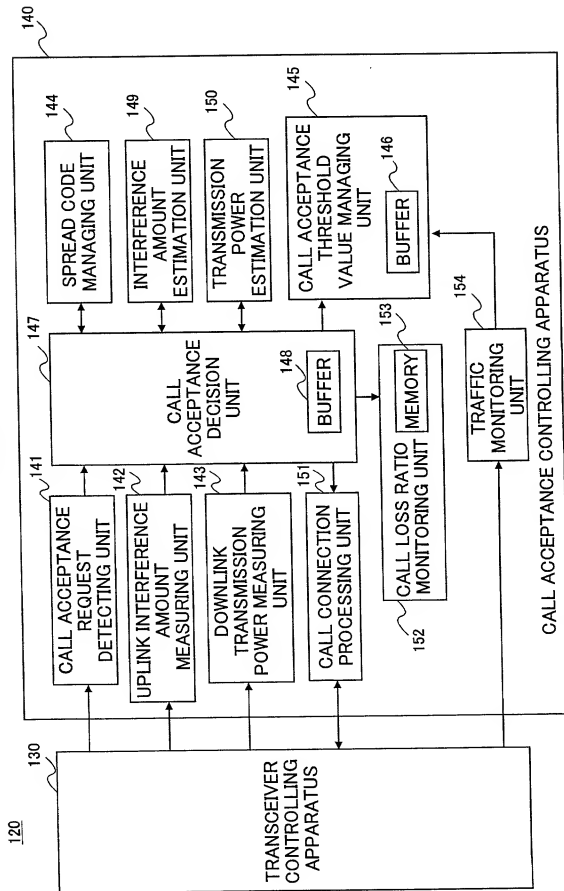 120
130
TRANSCEIVER
CONTROLLING
APPARATUS
140
141
CALL ACCEPTANCE
REQUEST
DETECTING UNIT
142
UPLINK INTERFERENCE
AMOUNT
MEASURING UNIT
143
DOWNLINK
TRANSMISSION
POWER MEASURING
UNIT
151
CALL CONNECTION
PROCESSING UNIT
147
CALL
ACCEPTANCE
DECISION
UNIT
148
BUFFER
144
SPREAD CODE
MANAGING UNIT
149
INTERFERENCE
AMOUNT
ESTIMATION UNIT
150
TRANSMISSION
POWER
ESTIMATION UNIT
145
CALL ACCEPTANCE
THRESHOLD
VALUE MANAGING
UNIT
146
BUFFER
152
CALL LOSS RATIO
MONITORING UNIT
153
MEMORY
154
TRAFFIC
MONITORING
UNIT
CALL ACCEPTANCE CONTROLLING APPARATUS